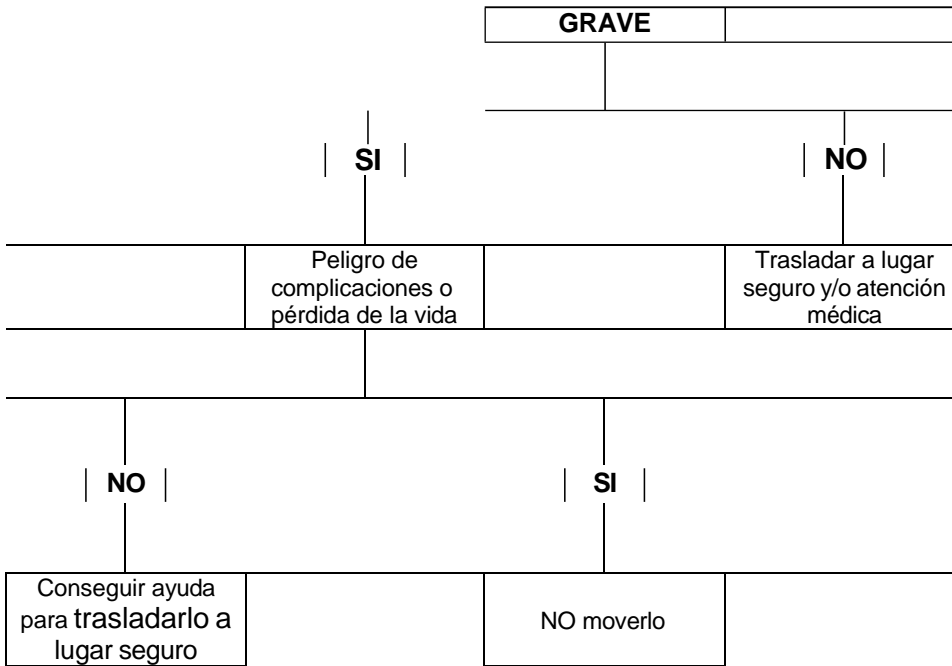 GRAVE
SI
NO
Peligro de
complicaciones o
pérdida de la vida
Trasladar a lugar
seguro y/o atención
médica
NO
SI
Conseguir ayuda
para trasladarlo a
lugar seguro
NO moverlo